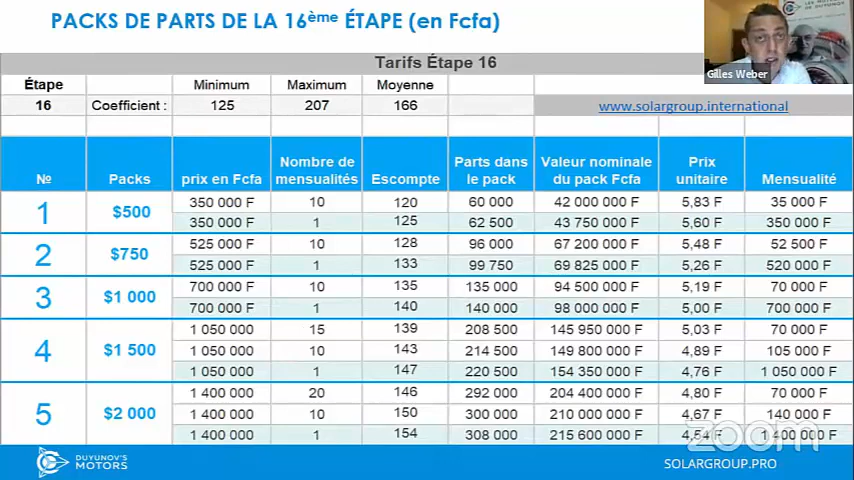 PACKS DE PARTS DE LA 16ème ÉTAPE (en Fcfa)
LES MOTEURS
DE DUYUNOV
Gilles Weber
Tarifs Étape 16
Étape Minimum Maximum Moyenne
16 Coefficient : 125 207 166 www.solargroup.international
№ Packs prix en Fcfa Nombre de mensualités Escompte Parts dans le pack Valeur nominale du pack Fcfa Prix unitaire Mensualité
1 $500 350 000 F 10 120 60 000 42 000 000 F 5,83 F 35 000 F
350 000 F 1 125 62 500 43 750 000 F 5,60 F 350 000 F
2 $750 525 000 F 10 128 96 000 67 200 000 F 5,48 F 52 500 F
525 000 F 1 133 99 750 69 825 000 F 5,26 F 520 000 F
3 $1 000 700 000 F 10 135 135 000 94 500 000 F 5,19 F 70 000 F
700 000 F 1 140 140 000 98 000 000 F 5,00 F 700 000 F
4 $1 500 1 050 000 15 139 208 500 145 950 000 F 5,03 F 70 000 F
1 050 000 10 143 214 500 149 800 000 F 4,89 F 105 000 F
1 050 000 1 147 220 500 154 350 000 F 4,76 F 1 050 000 F
5 $2 000 1 400 000 20 146 292 000 204 400 000 F 4,80 F 70 000 F
1 400 000 10 150 300 000 210 000 000 F 4,67 F 140 000 F
1 400 000 1 154 308 000 215 600 000 F 4,54 F 1 400 000 F
zoom
DUYUNOV'S
MOTORS
SOLARGROUP.PRO